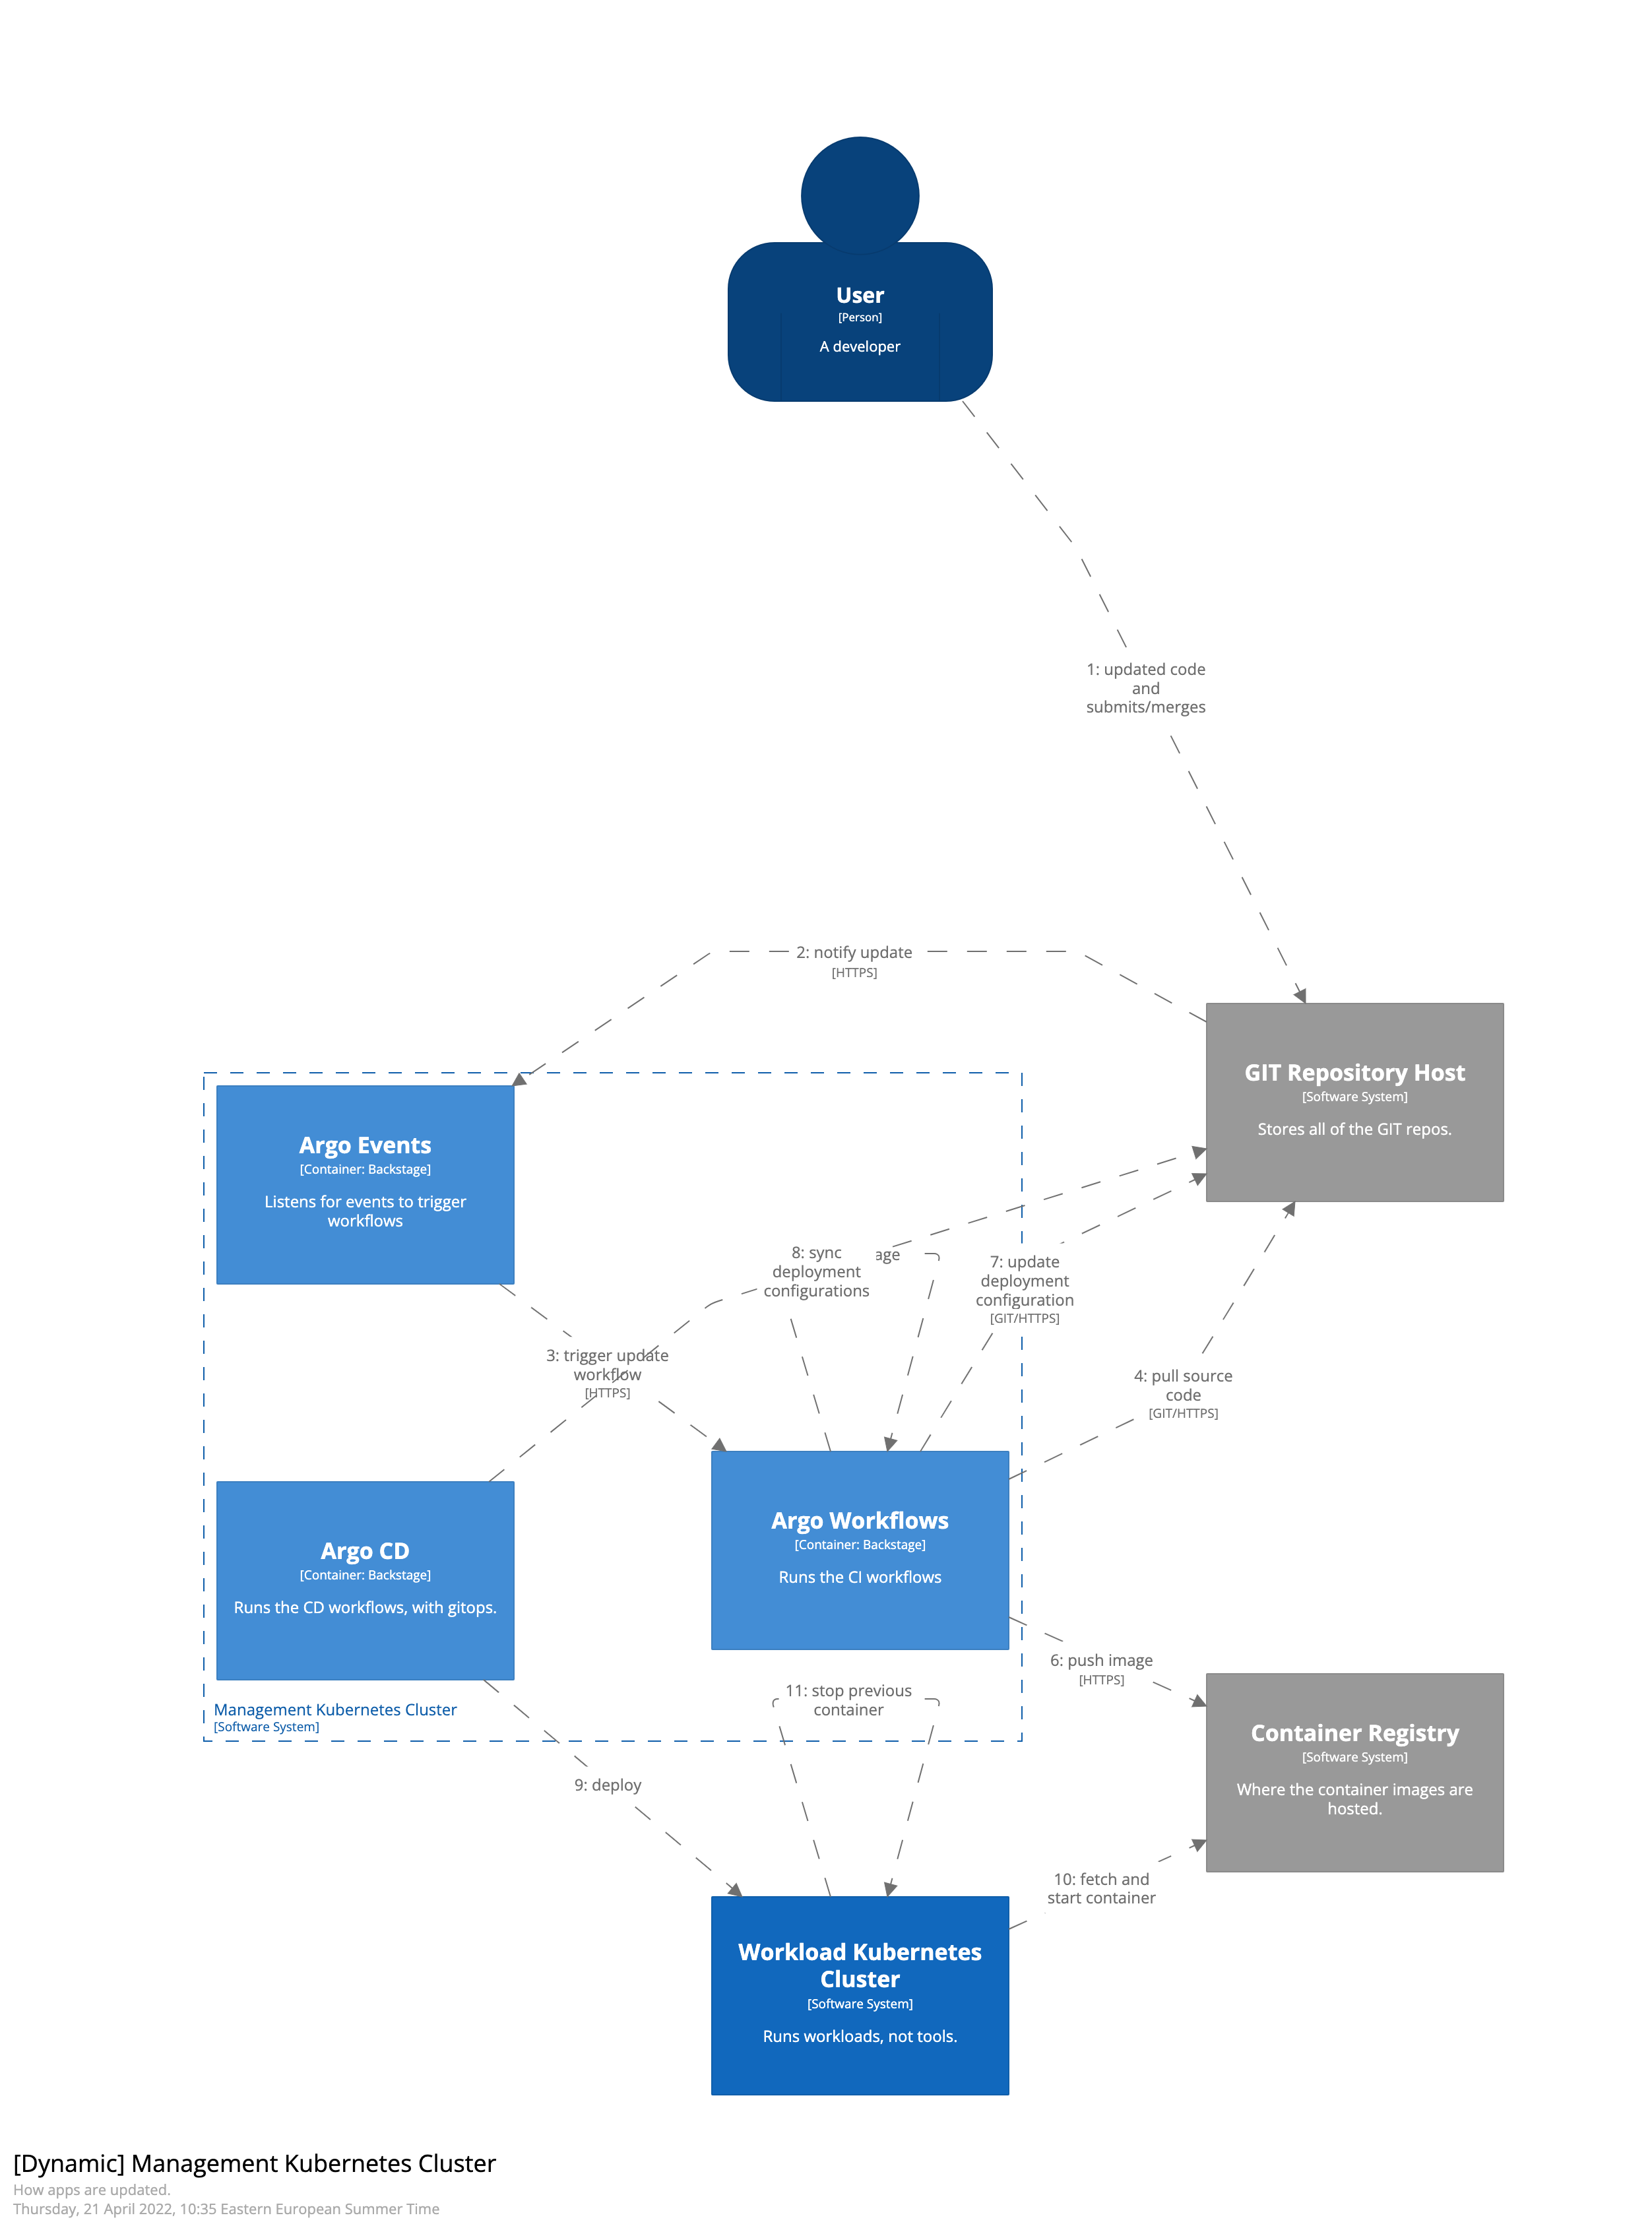 User
[Person]
A developer
1: updated code
and
submits/merges
2: notify update
[HTTPS]
GIT Repository Host
[Software System]
Stores all of the GIT repos.
Argo Events
[Container: Backstage]
Listens for events to trigger
workflows
8: sync
deployment
configurations
7: update
deployment
configuration
[GIT/HTTPS]
3: trigger update
workflow
[HTTPS]
4: pull source
code
[GIT/HTTPS]
Argo CD
[Container: Backstage]
Runs the CD workflows, with gitops.
Argo Workflows
[Container: Backstage]
Runs the CI workflows
6: push image
[HTTPS]
11: stop previous
container
Management Kubernetes Cluster
[Software System]
Container Registry
[Software System]
Where the container images are
hosted.
9: deploy
10: fetch and
start container
Workload Kubernetes
Cluster
[Software System]
Runs workloads, not tools.
[Dynamic] Management Kubernetes Cluster
How apps are updated.
Thursday, 21 April 2022, 10:35 Eastern European Summer Time